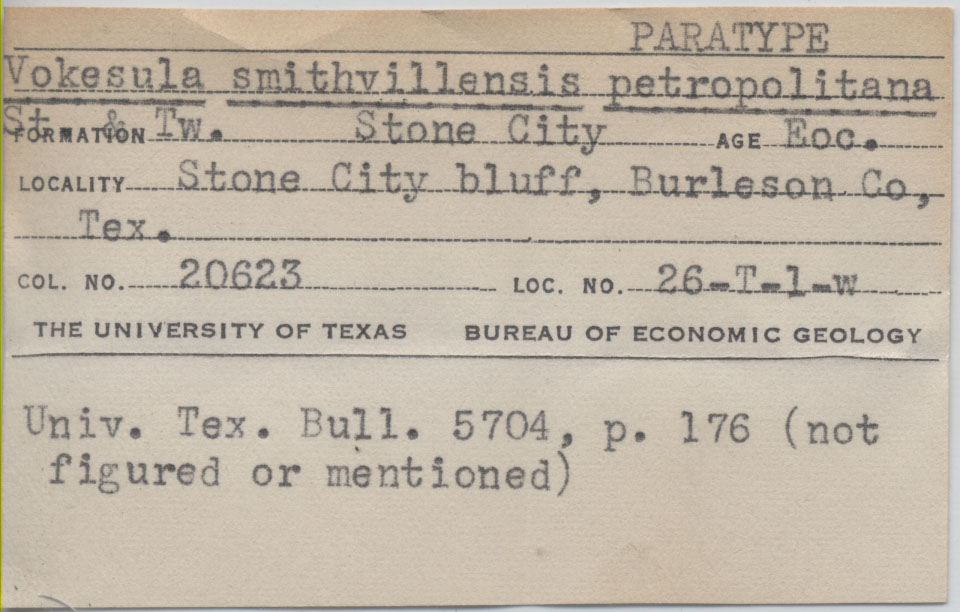 PARATYPE
Vokesula smithvillensis petropolitana
St. & Tw.
FORMATION Stone City AGE Eoc.
LOCALITY Stone City bluff, Burleson Co,
Tex.
COL. NO. 20623 LOC. NO. 26-T-1-w
THE UNIVERSITY OF TEXAS BUREAU OF ECONOMIC GEOLOGY
Univ. Tex. Bull. 5704, p. 176 (not
figured or mentioned)